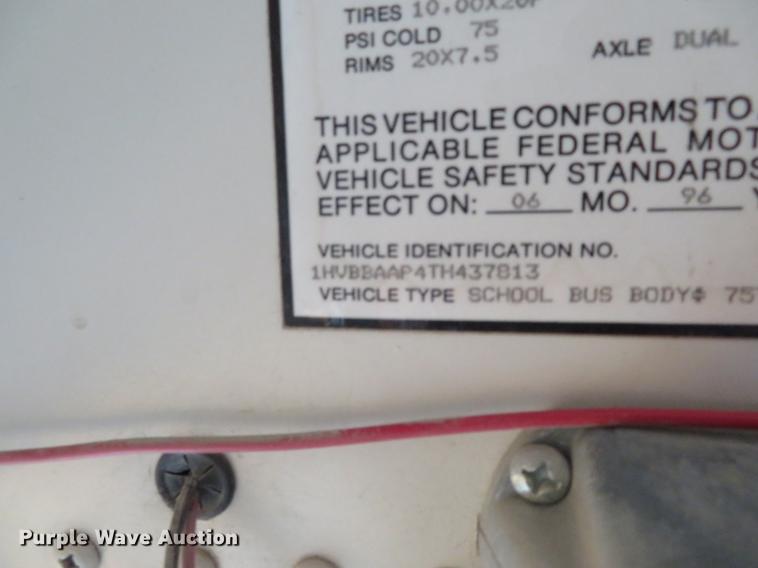 TIRES 10.00X20F
PSI COLD 75
RIMS 20X7.5 AXLE DUAL
THIS VEHICLE CONFORMS TO
APPLICABLE FEDERAL MOT
VEHICLE SAFETY STANDARDS
EFFECT ON: 06 MO. 96 Y
VEHICLE IDENTIFICATION NO.
1HVBBAAP4TH437813
VEHICLE TYPE SCHOOL BUS BODY# 75
Purple Wave Auction